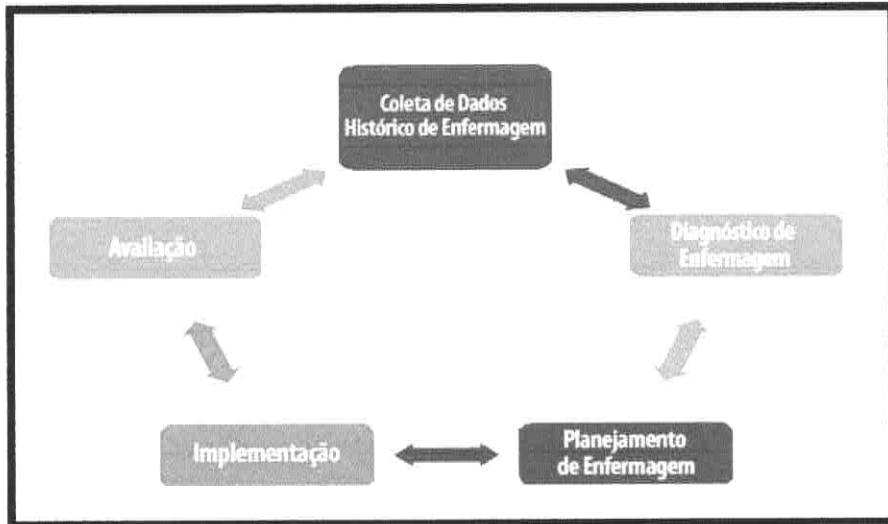 Coleta de Dados
Histórico de Enfermagem
Avaliação
Diagnóstico de
Enfermagem
Implementação
Planejamento
de Enfermagem